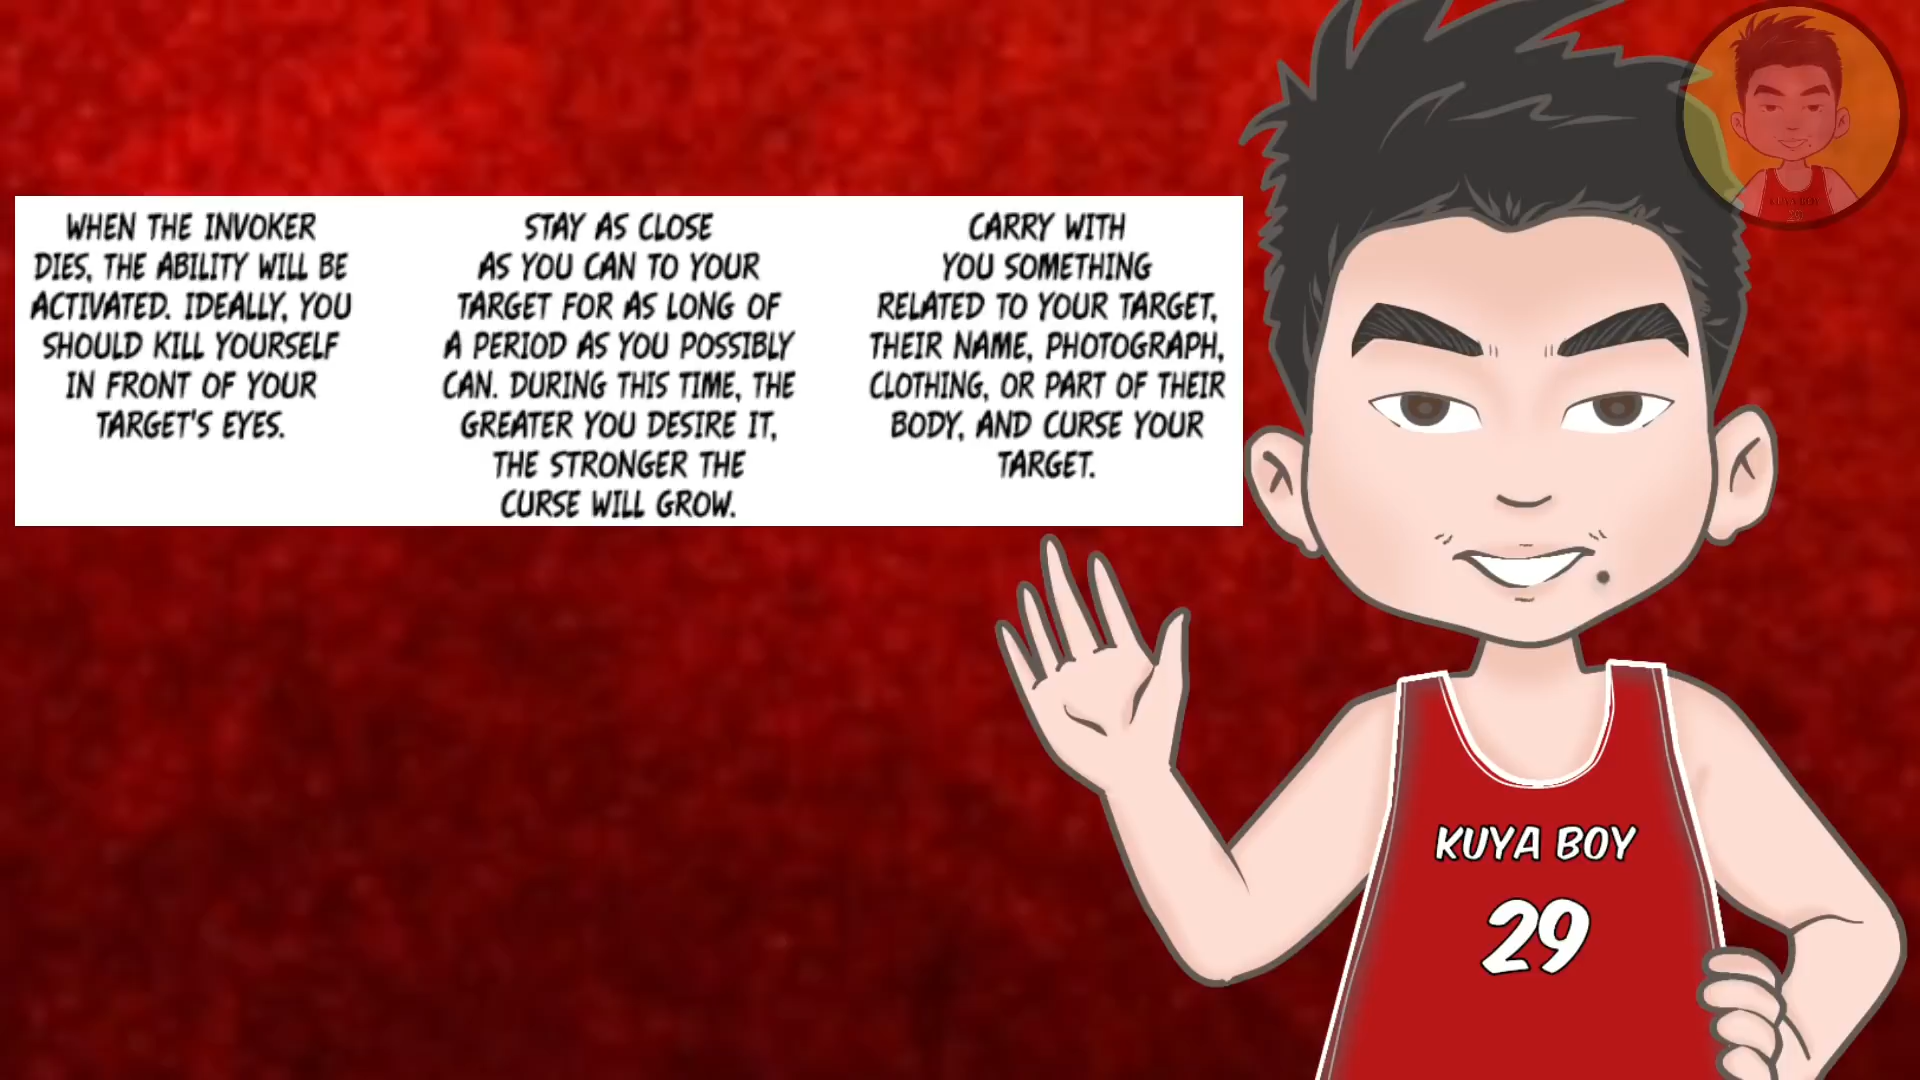 WHEN THE INVOKER
DIES, THE ABILITY WILL BE
ACTIVATED. IDEALLY, YOU
SHOULD KILL YOURSELF
IN FRONT OF YOUR
TARGET'S EYES.
STAY AS CLOSE
AS YOU CAN TO YOUR
TARGET FOR AS LONG OF
A PERIOD AS YOU POSSIBLY
CAN. DURING THIS TIME, THE
GREATER YOU DESIRE IT,
THE STRONGER THE
CURSE WILL GROW.
CARRY WITH
YOU SOMETHING
RELATED TO YOUR TARGET,
THEIR NAME, PHOTOGRAPH,
CLOTHING, OR PART OF THEIR
BODY, AND CURSE YOUR
TARGET.
KUYA BOY
29
KUYA BOY
29